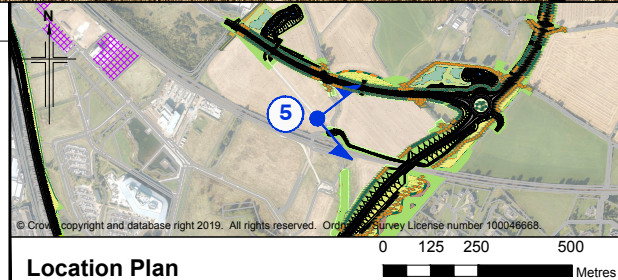 N
5
© Crown copyright and database right 2019. All rights reserved. Ordnance Survey License number 100046668.
Location Plan
0 125 250 500
Metres